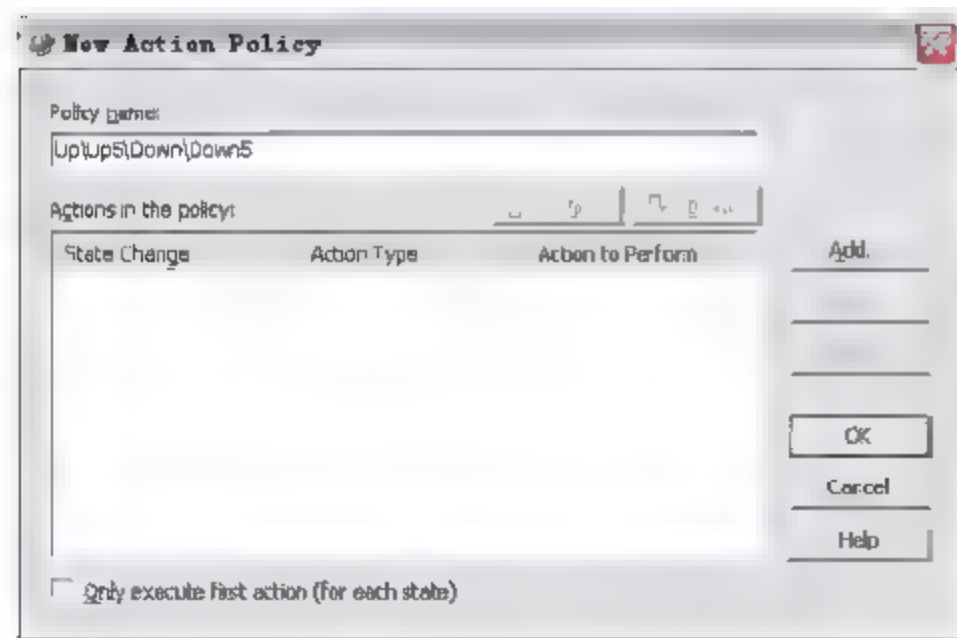 New Action Policy
Policy name:
Up\Up5\Down\Down5
Actions in the policy:
State Change Action Type Action to Perform
Add.
OK
Cancel
Help
Only execute first action (for each state)